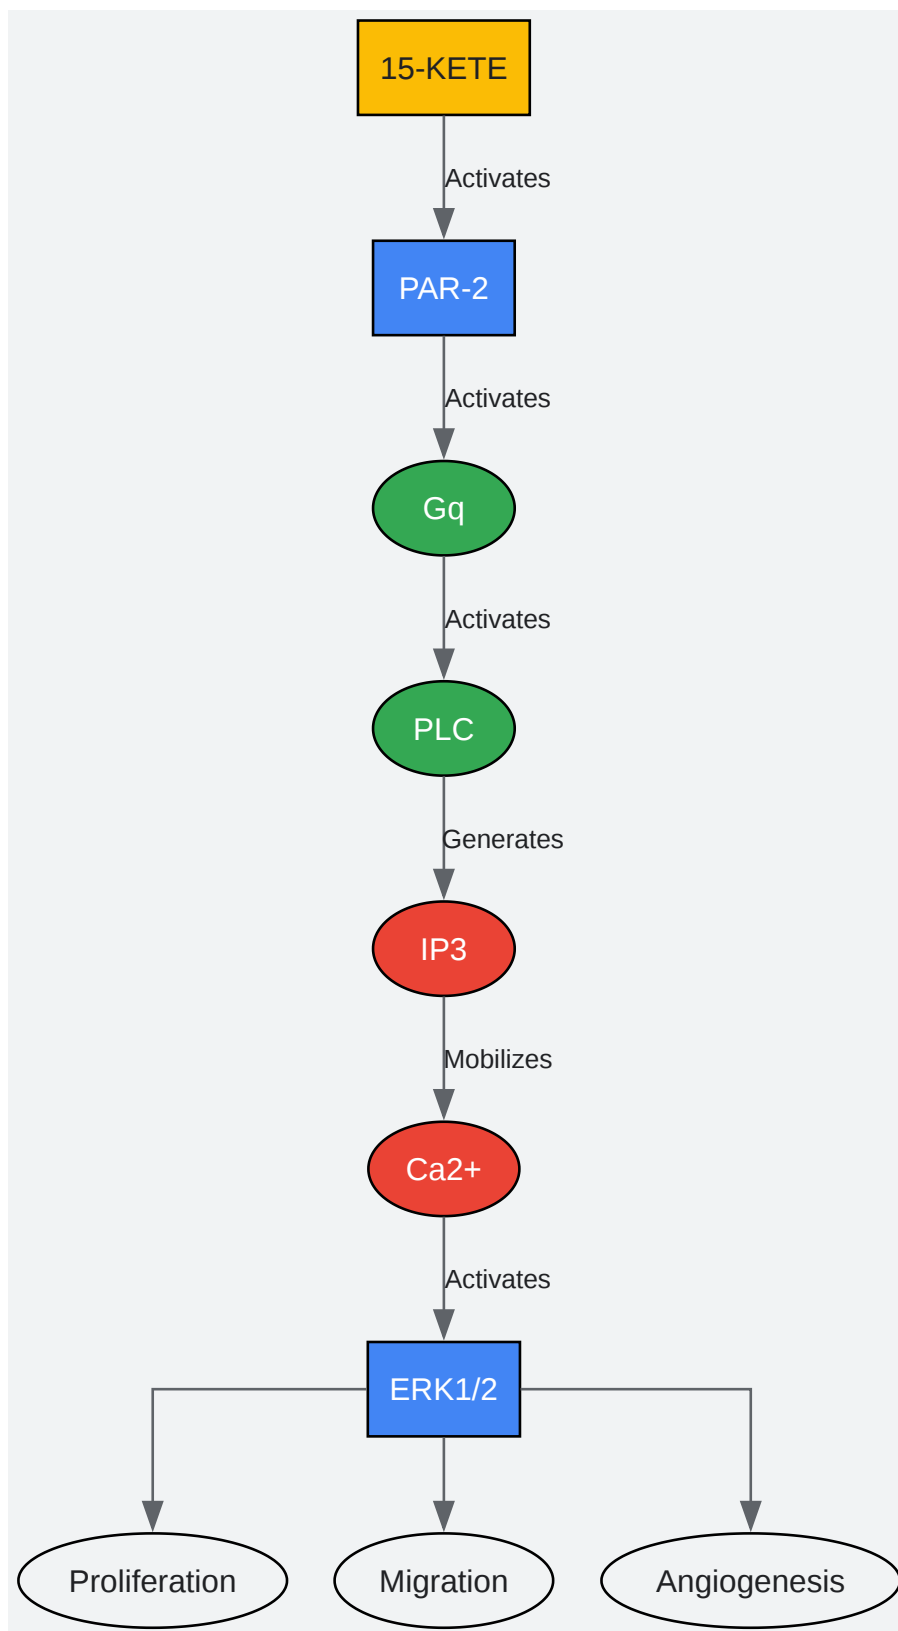 15-KETE
Activates
PAR-2
Activates
Gq
Activates
PLC
Generates
IP3
Mobilizes
Ca2+
Activates
ERK1/2
Proliferation
Migration
Angiogenesis